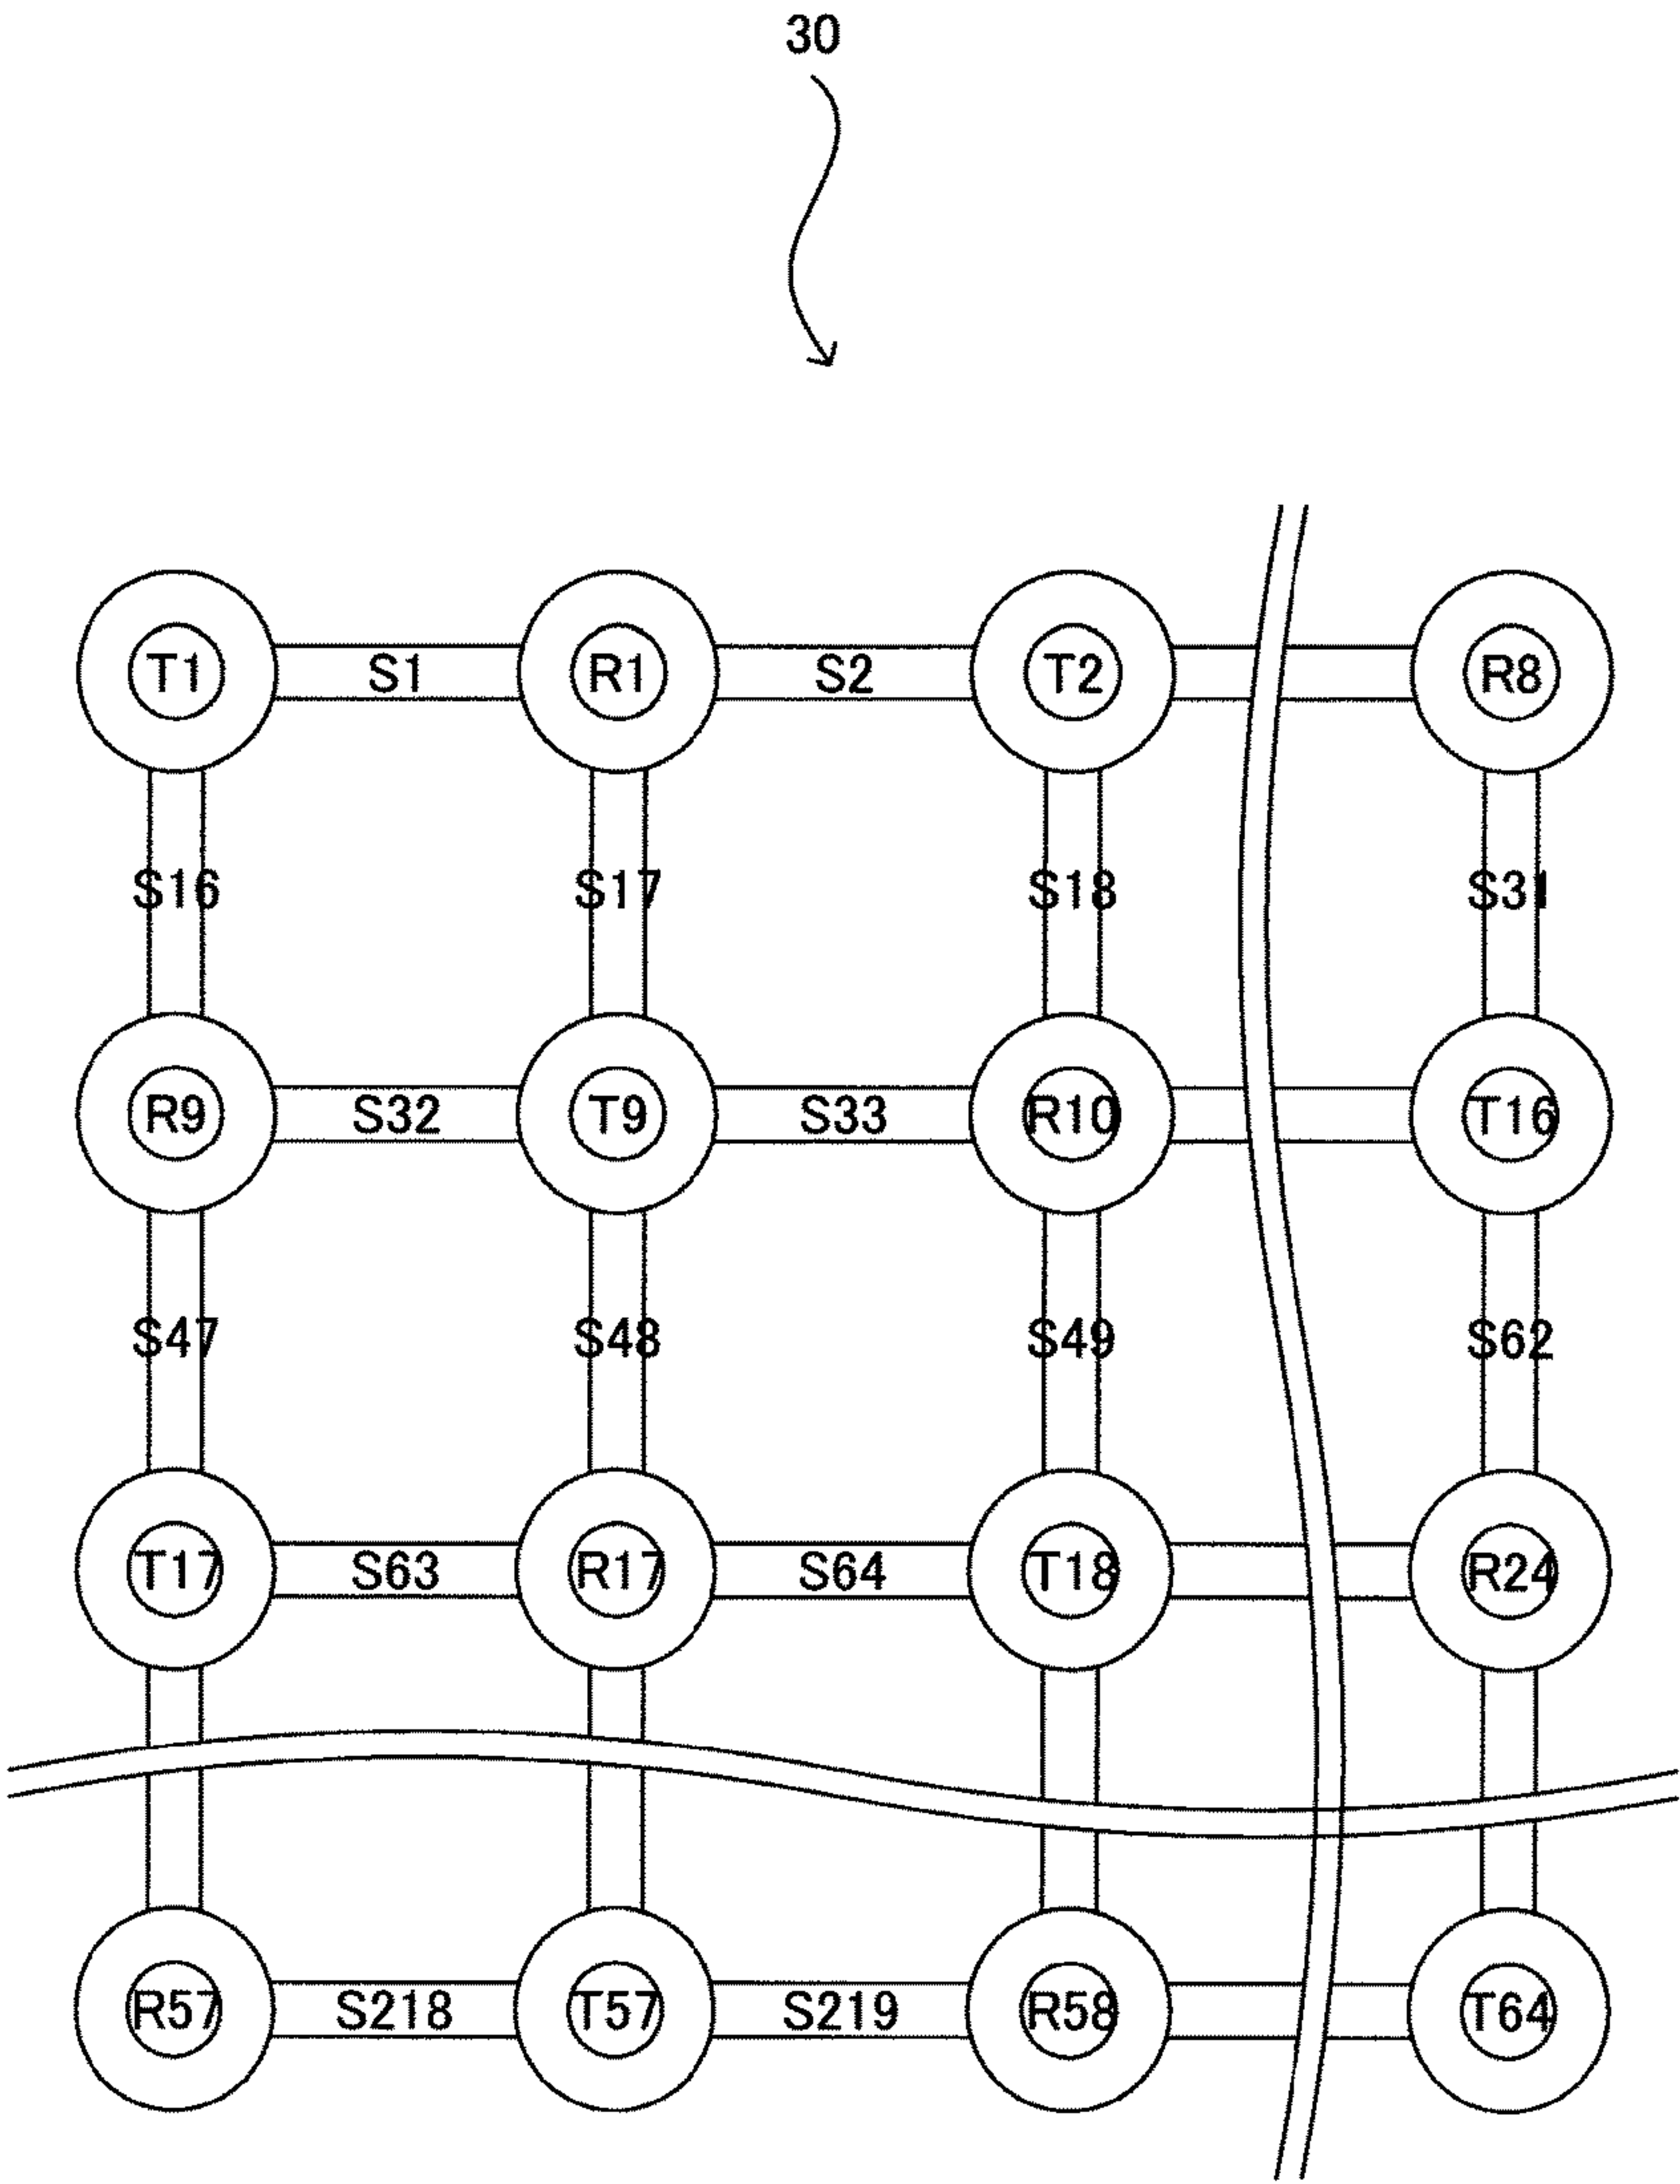 30
T1 S1 R1 S2 T2 R8
S16 S17 S18 S31
R9 S32 T9 S33 R10 T16
S47 S48 S49 S62
T17 S63 R17 S64 T18 R24
R57 S218 T57 S219 R58 T64